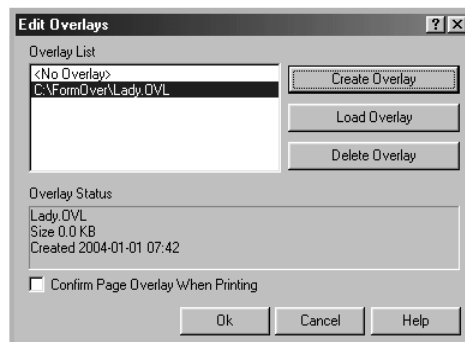 Edit Overlays
Overlay List
<No Overlay>
C:\FormOver\Lady.OVL
Create Overlay
Load Overlay
Delete Overlay
Overlay Status
Lady.OVL
Size 0.0 KB
Created 2004-01-01 07:42
Confirm Page Overlay When Printing
Ok Cancel Help